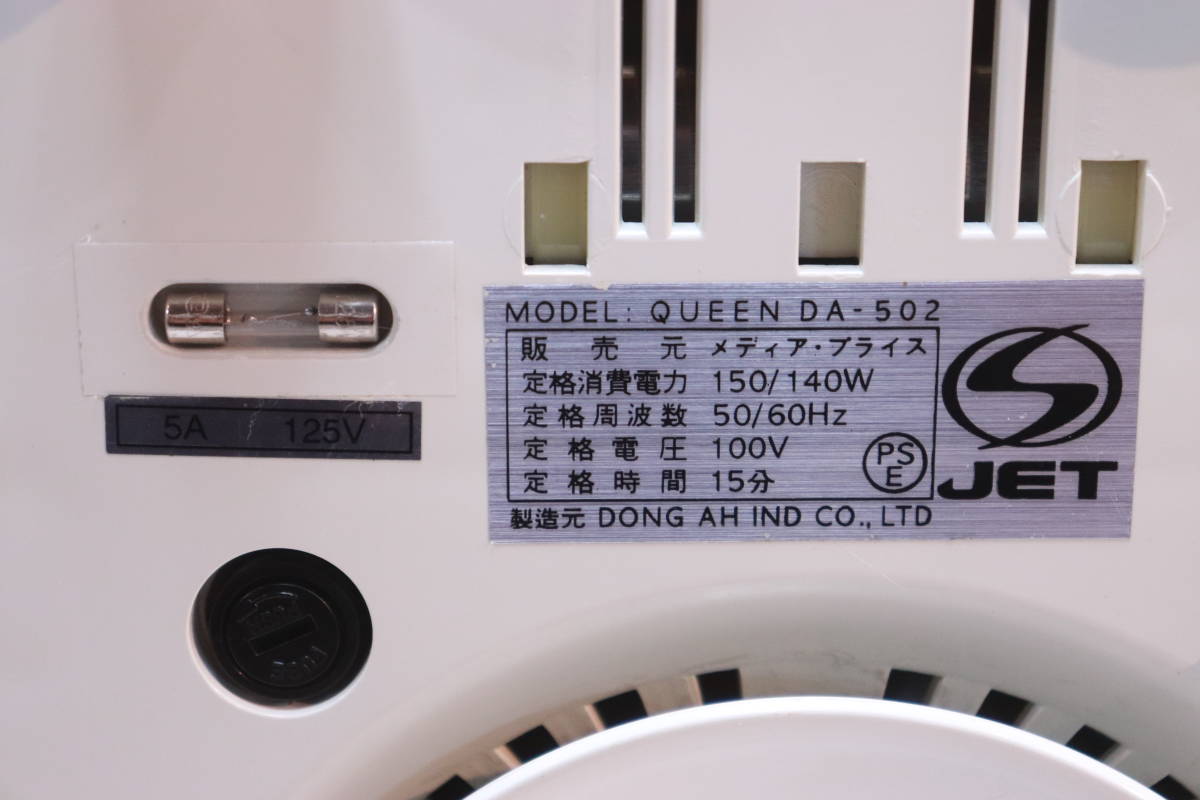 MODEL: QUEEN DA-502
販売元 メディア・プライス
定格消費電力 150/140W
定格周波数 50/60Hz
定格電圧 100V
定格時間 15分
PS
E
JET
製造元 DONG AH IND CO., LTD
5A 125V